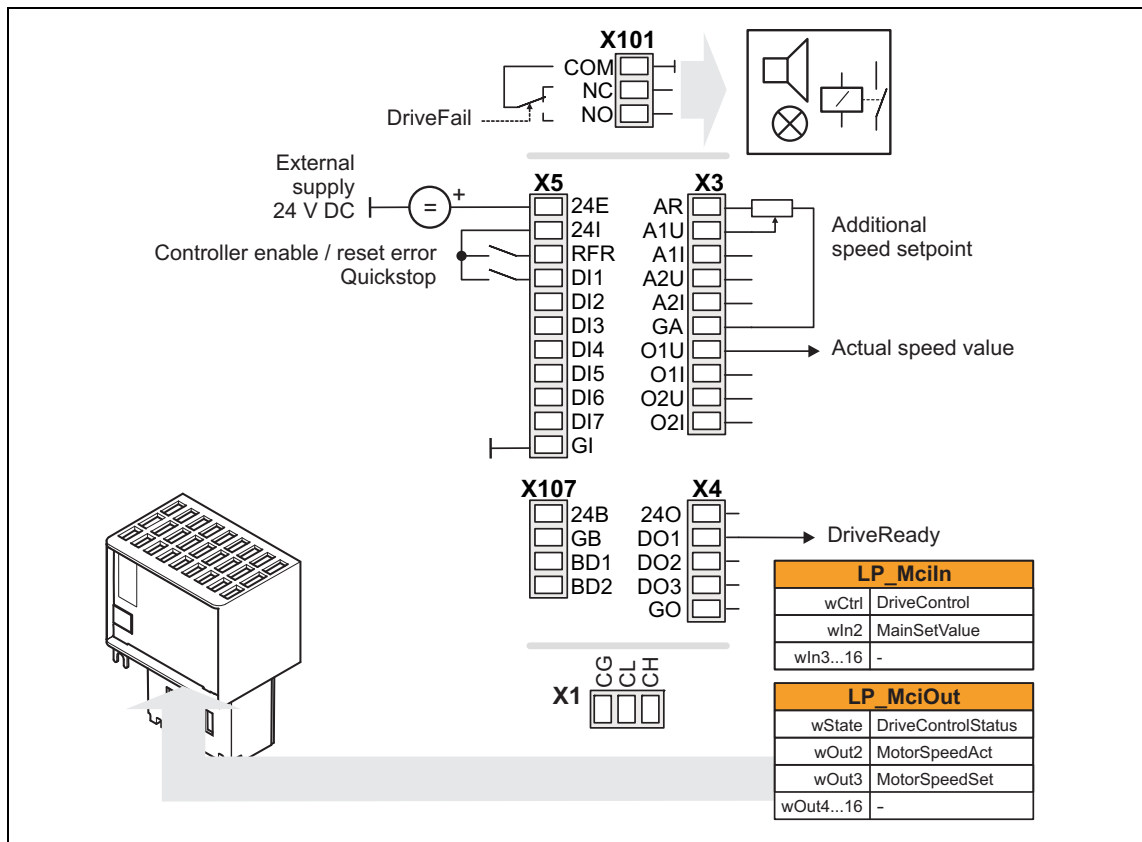 X101
COM
NC
NO
DriveFail
External
supply
24 V DC
=
+
Controller enable / reset error
Quickstop
X5
24E
24I
RFR
DI1
DI2
DI3
DI4
DI5
DI6
DI7
GI
X3
AR
A1U
A1I
A2U
A2I
GA
O1U
O1I
O2U
O2I
Additional
speed setpoint
Actual speed value
X107
24B
GB
BD1
BD2
X4
24O
DO1
DO2
DO3
GO
DriveReady
X1
CG
CL
CH
LP_MciIn
wCtrl DriveControl
wIn2 MainSetValue
wIn3...16 -
LP_MciOut
wState DriveControlStatus
wOut2 MotorSpeedAct
wOut3 MotorSpeedSet
wOut4...16 -